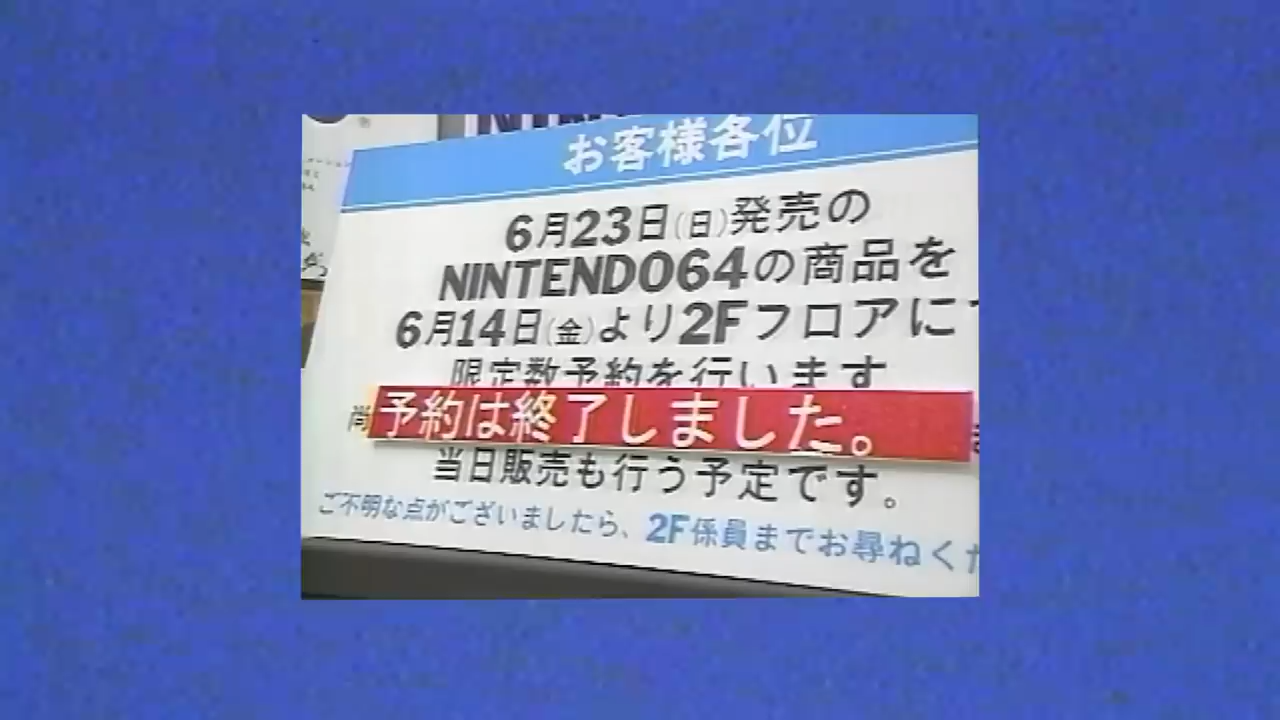 お客様各位
6月23日(日)発売の
NINTENDO64の商品を
6月14日(金)より2Fフロアに
限定数予約を行います
尚
予約は終了しました。
当日販売も行う予定です。
ご不明な点がございましたら、2F係員までお尋ねくだ